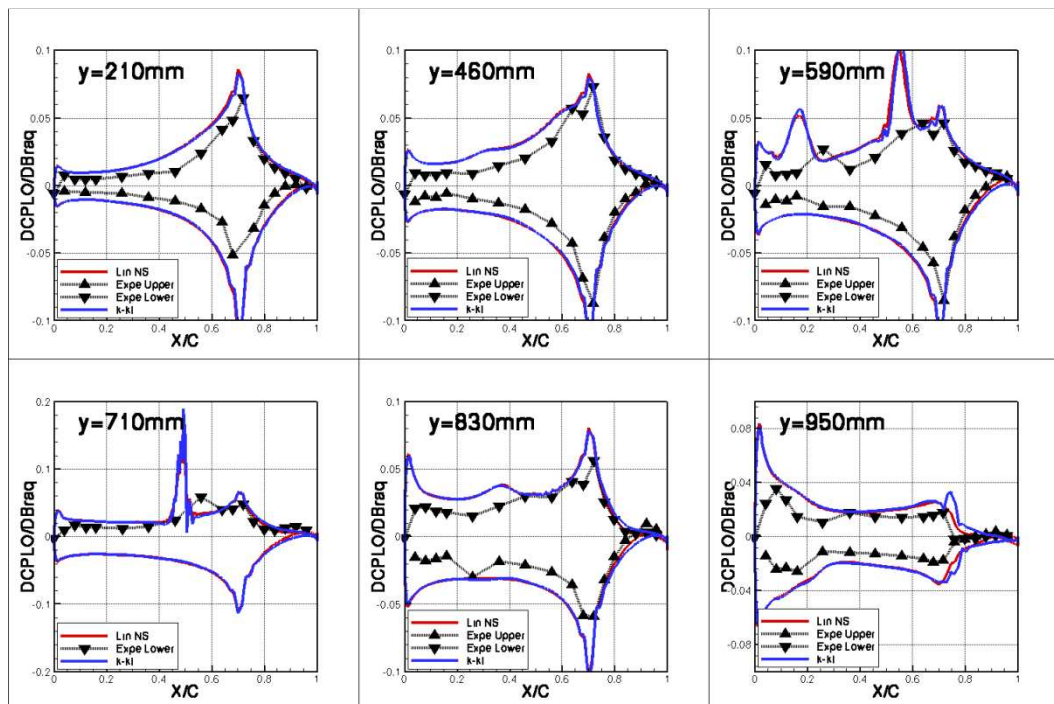 y=210mm
DCPLO/DBraq
0.1
0.05
0
-0.05
-0.1
Lin NS
Expe Upper
Expe Lower
k-kl
0 0.2 0.4 0.6 0.8 1
X/C
y=460mm
DCPLO/DBraq
0.1
0.05
0
-0.05
-0.1
Lin NS
Expe Upper
Expe Lower
k-kl
0 0.2 0.4 0.6 0.8 1
X/C
y=590mm
DCPLO/DBraq
0.1
0.05
0
-0.05
-0.1
Lin NS
Expe Upper
Expe Lower
k-kl
0 0.2 0.4 0.6 0.8 1
X/C
y=710mm
DCPLO/DBraq
0.2
0.1
0
-0.1
-0.2
Lin NS
Expe Lower
k-kl
0 0.2 0.4 0.6 0.8 1
X/C
y=830mm
DCPLO/DBraq
0.1
0.05
0
-0.05
-0.1
Lin NS
Expe Upper
Expe Lower
k-kl
0 0.2 0.4 0.6 0.8 1
X/C
y=950mm
DCPLO/DBraq
0.08
0.04
0
-0.04
-0.08
Lin NS
Expe Upper
Expe Lower
k-kl
0 0.2 0.4 0.6 0.8 1
X/C